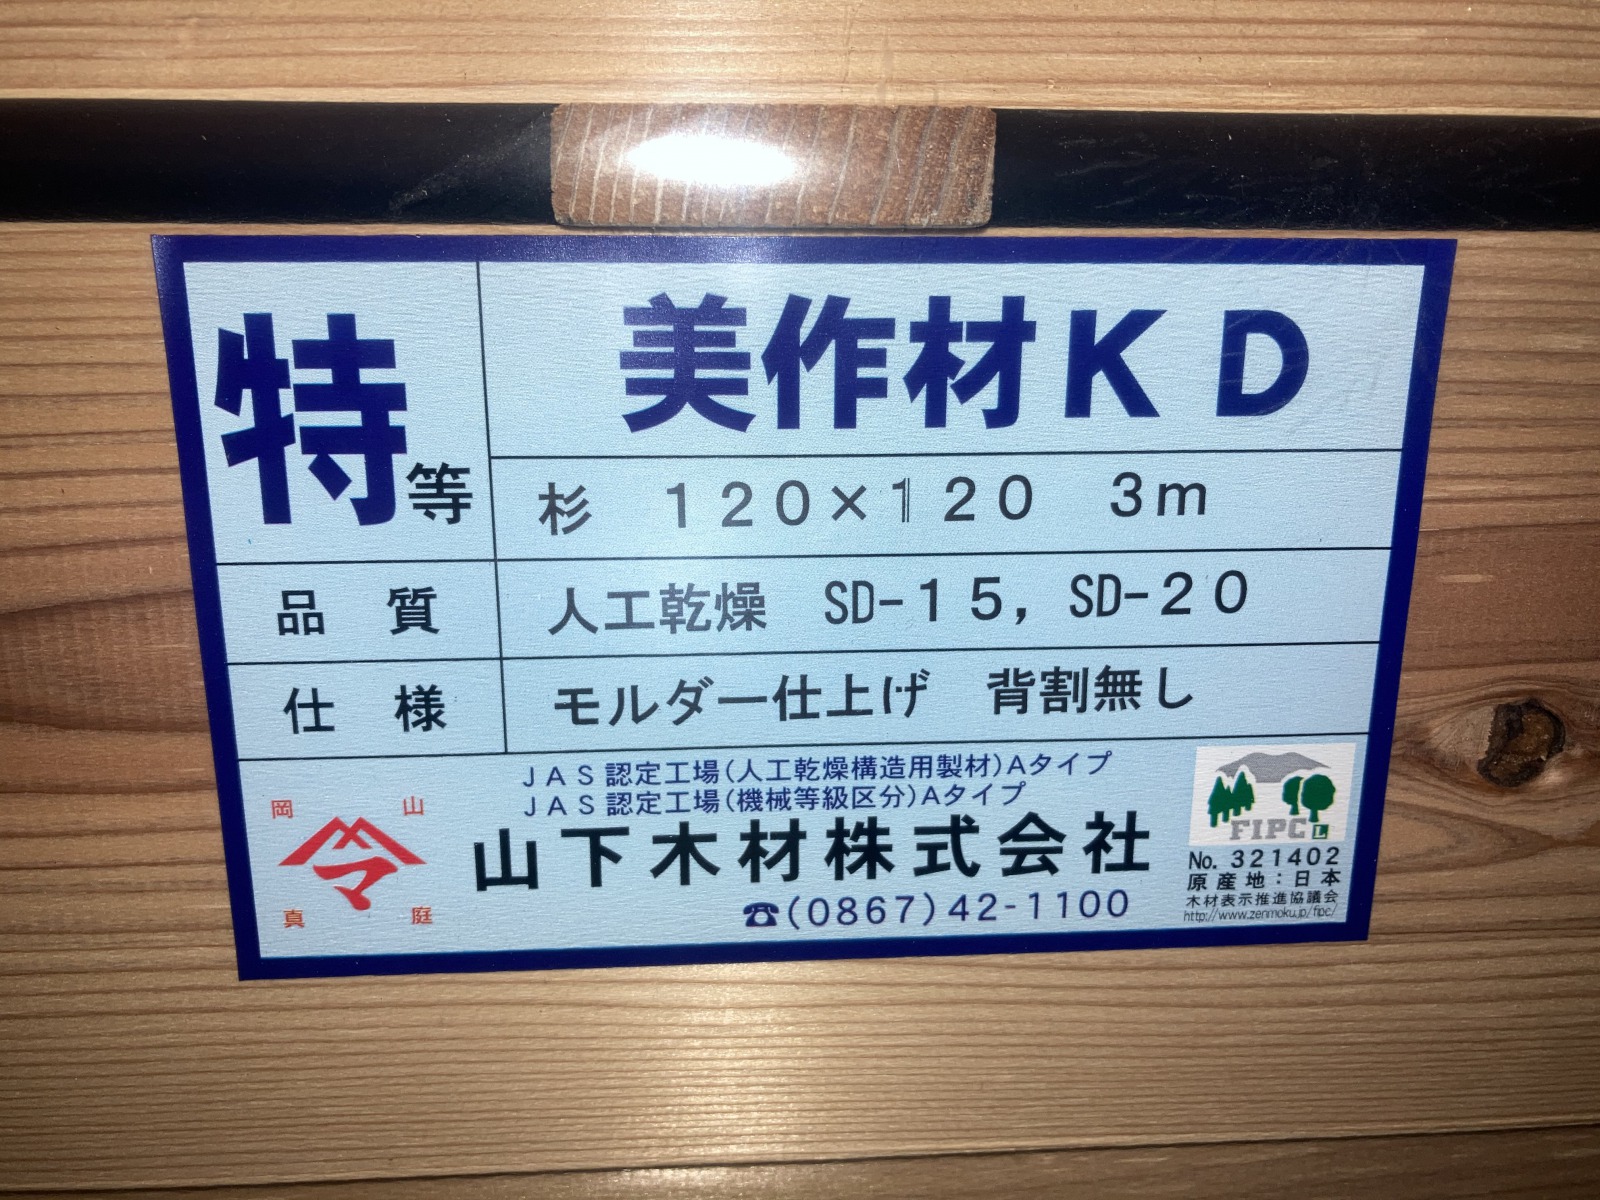 特等
美作材KD
杉 120×120 3m
品質
人工乾燥 SD-15, SD-20
仕様
モルダー仕上げ 背割無し
JAS認定工場(人工乾燥構造用製材)Aタイプ
JAS認定工場(機械等級区分)Aタイプ
岡山
マ
真庭
山下木材株式会社
☎(0867)42-1100
FIPC L
No. 321402
原産地：日本
木材表示推進協議会
http://www.zenmoku.jp/fipc/